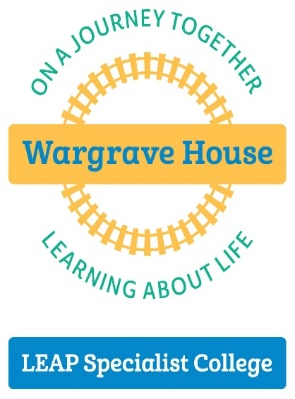 ON A JOURNEY TOGETHER
Wargrave House
LEARNING ABOUT LIFE
LEAP Specialist College